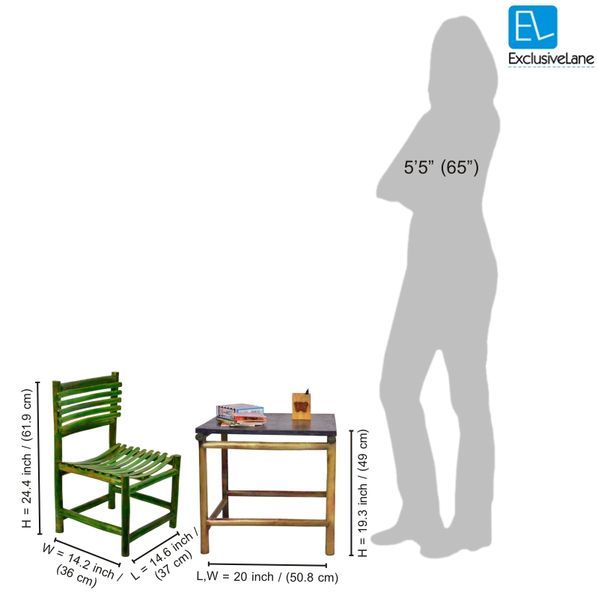 EL
ExclusiveLane
5’5” (65”)
H = 24.4 inch / (61.9 cm)
W = 14.2 inch /
(36 cm)
L = 14.6 inch /
(37 cm)
L,W = 20 inch / (50.8 cm)
H = 19.3 inch / (49 cm)